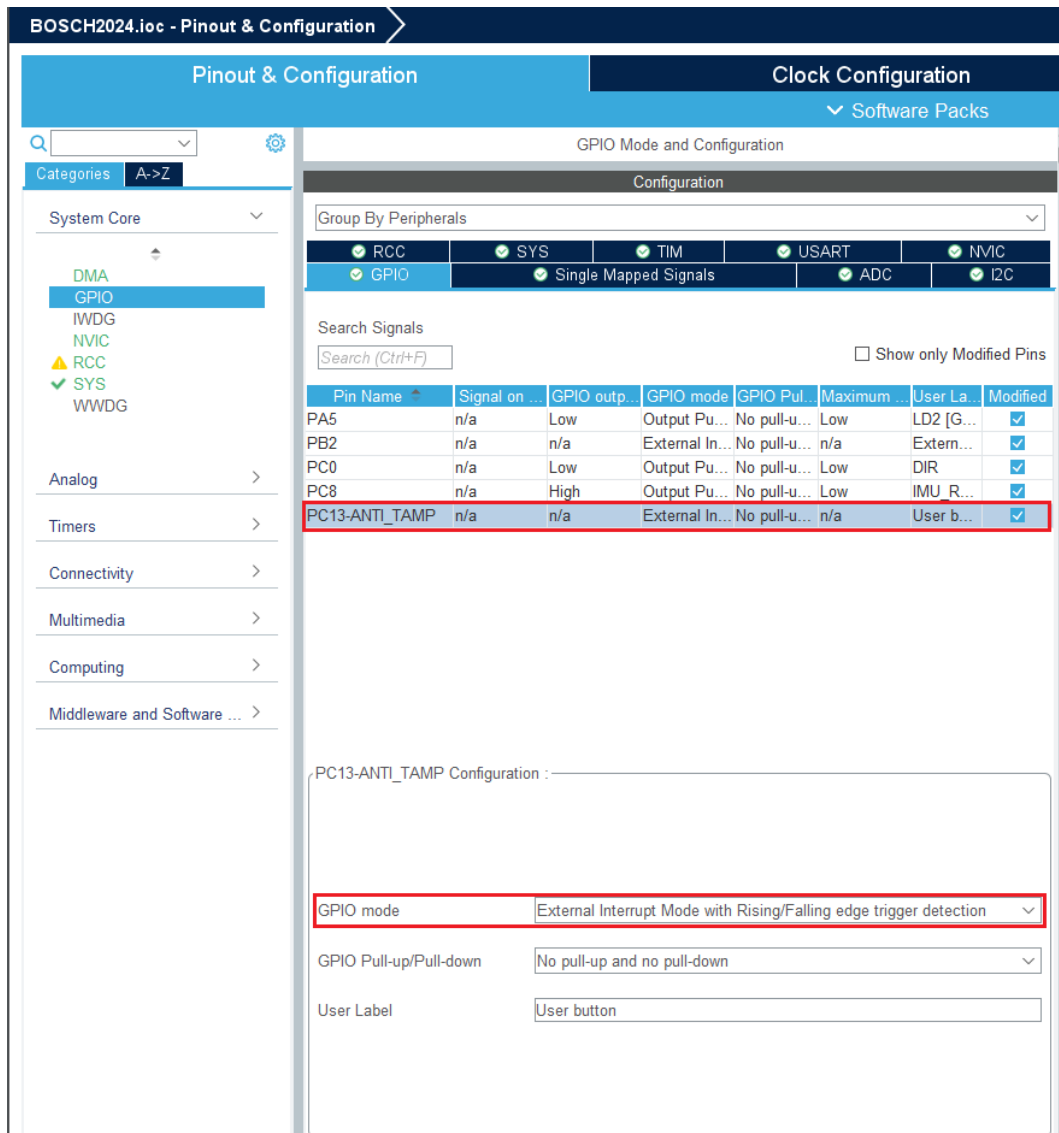 BOSCH2024.ioc - Pinout & Configuration
Pinout & Configuration Clock Configuration
Software Packs
GPIO Mode and Configuration
Categories A->Z
Configuration
System Core
Group By Peripherals
RCC SYS TIM USART NVIC
GPIO Single Mapped Signals ADC I2C
DMA
GPIO
IWDG
NVIC
RCC
SYS
WWDG
Analog
Timers
Connectivity
Multimedia
Computing
Middleware and Software ...
Search Signals
Search (Ctrl+F) Show only Modified Pins
Pin Name Signal on ... GPIO outp... GPIO mode GPIO Pul... Maximum ... User La... Modified
PA5 n/a Low Output Pu... No pull-u... Low LD2 [G...
PB2 n/a n/a External In... No pull-u... n/a Extern...
PC0 n/a Low Output Pu... No pull-u... Low DIR
PC8 n/a High Output Pu... No pull-u... Low IMU_R...
PC13-ANTI_TAMP n/a n/a External In... No pull-u... n/a User b...
PC13-ANTI_TAMP Configuration :
GPIO mode External Interrupt Mode with Rising/Falling edge trigger detection
GPIO Pull-up/Pull-down No pull-up and no pull-down
User Label User button